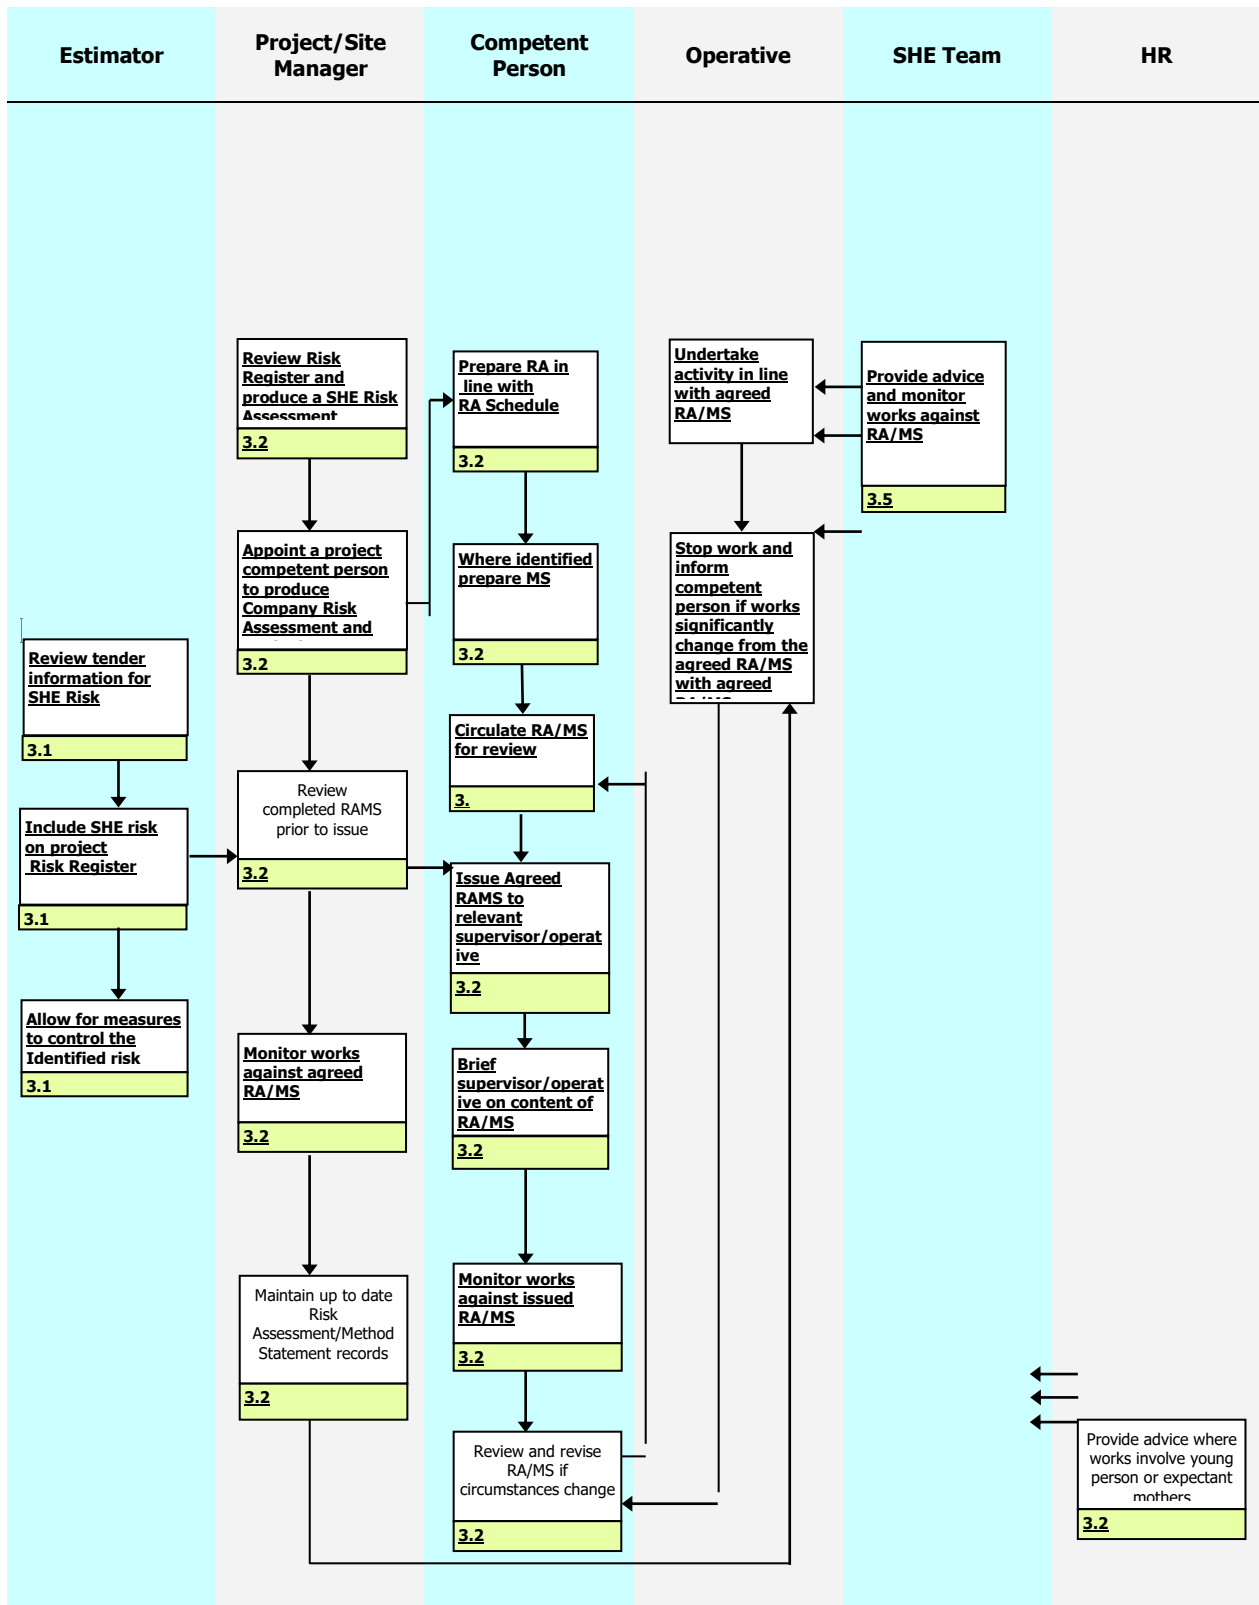 Estimator
Project/Site
Manager
Competent
Person
Operative
SHE Team
HR
Review tender
information for
SHE Risk
3.1
Include SHE risk
on project
Risk Register
3.1
Allow for measures
to control the
Identified risk
3.1
Review Risk
Register and
produce a SHE Risk
Assessment
3.2
Appoint a project
competent person
to produce
Company Risk
Assessment and
3.2
Review
completed RAMS
prior to issue
3.2
Monitor works
against agreed
RA/MS
3.2
Maintain up to date
Risk
Assessment/Method
Statement records
3.2
Prepare RA in
line with
RA Schedule
3.2
Where identified
prepare MS
3.2
Circulate RA/MS
for review
3.
Issue Agreed
RAMS to
relevant
supervisor/operat
ive
3.2
Brief
supervisor/operat
ive on content of
RA/MS
3.2
Monitor works
against issued
RA/MS
3.2
Review and revise
RA/MS if
circumstances change
3.2
Undertake
activity in line
with agreed
RA/MS
Stop work and
inform
competent
person if works
significantly
change from the
agreed RA/MS
with agreed
Provide advice
and monitor
works against
RA/MS
3.5
Provide advice where
works involve young
person or expectant
mothers
3.2